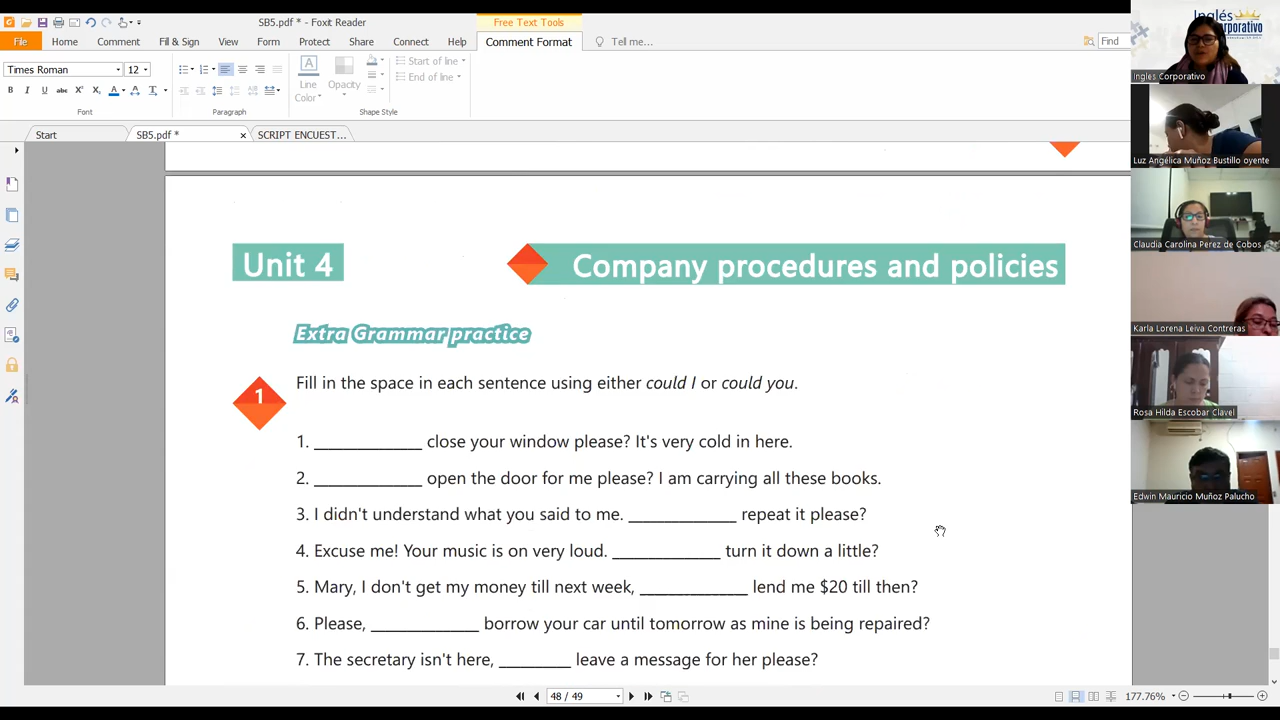 SB5.pdf * - Foxit Reader
Free Text Tools
File Home Comment Fill & Sign View Form Protect Share Connect Help Comment Format Tell me... Find
Times Roman 12
Line Color
Opacity
Start of line
End of line
Font Paragraph Shape Style
Start SB5.pdf * SCRIPT ENCUEST...
Unit 4
Company procedures and policies
Extra Grammar practice
1 Fill in the space in each sentence using either could I or could you.
1. _____________ close your window please? It's very cold in here.
2. _____________ open the door for me please? I am carrying all these books.
3. I didn't understand what you said to me. _____________ repeat it please?
4. Excuse me! Your music is on very loud. _____________ turn it down a little?
5. Mary, I don't get my money till next week, _____________ lend me $20 till then?
6. Please, _____________ borrow your car until tomorrow as mine is being repaired?
7. The secretary isn't here, _________ leave a message for her please?
48 / 49
177.76%
Inglés
Corporativo
Ingles Corporativo
Luz Angélica Muñoz Bustillo oyente
Claudia Carolina Perez de Cobos
Karla Lorena Leiva Contreras
Rosa Hilda Escobar Clavel
Edwin Mauricio Muñoz Palucho